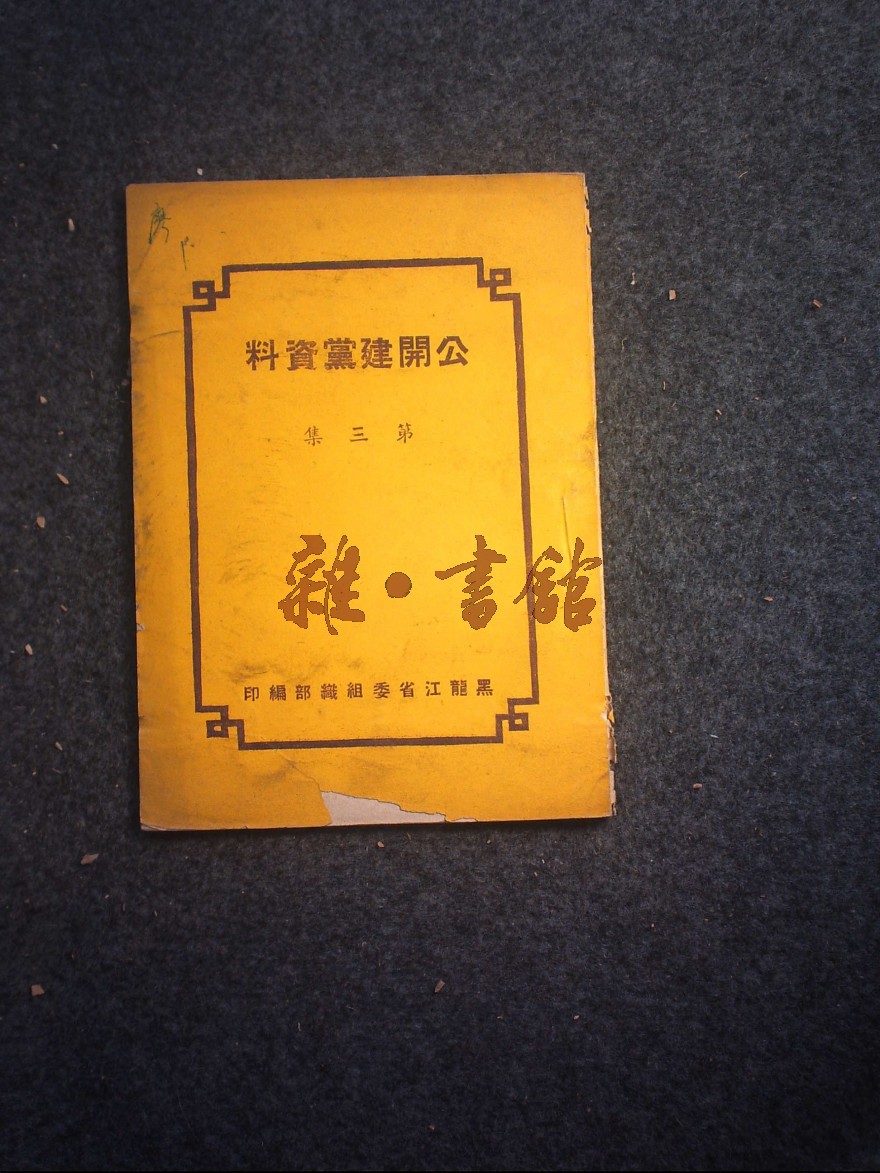 公開建黨資料
第三集
雜·書舘
黑龍江省委組織部編印